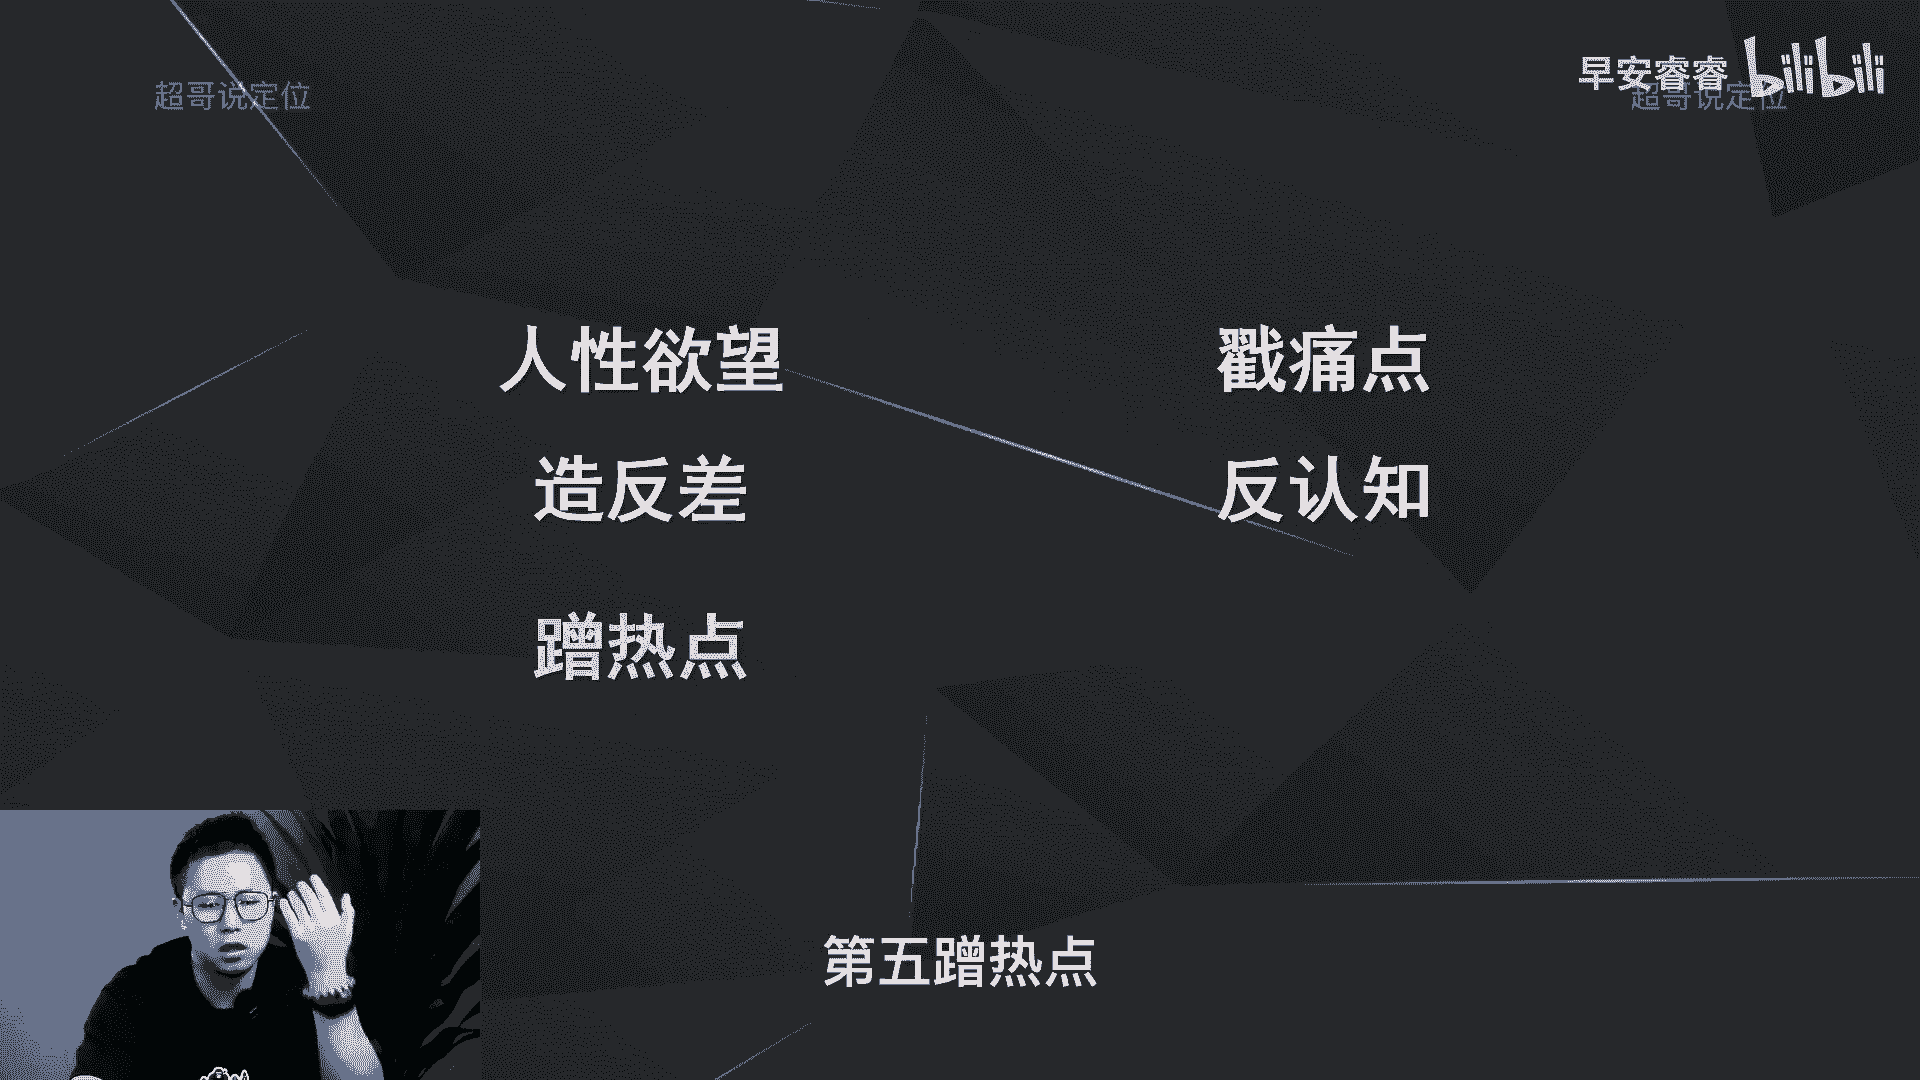 早安睿睿 bilibili
超哥说定位
超哥说定位
人性欲望
戳痛点
造反差
反认知
蹭热点
第五蹭热点